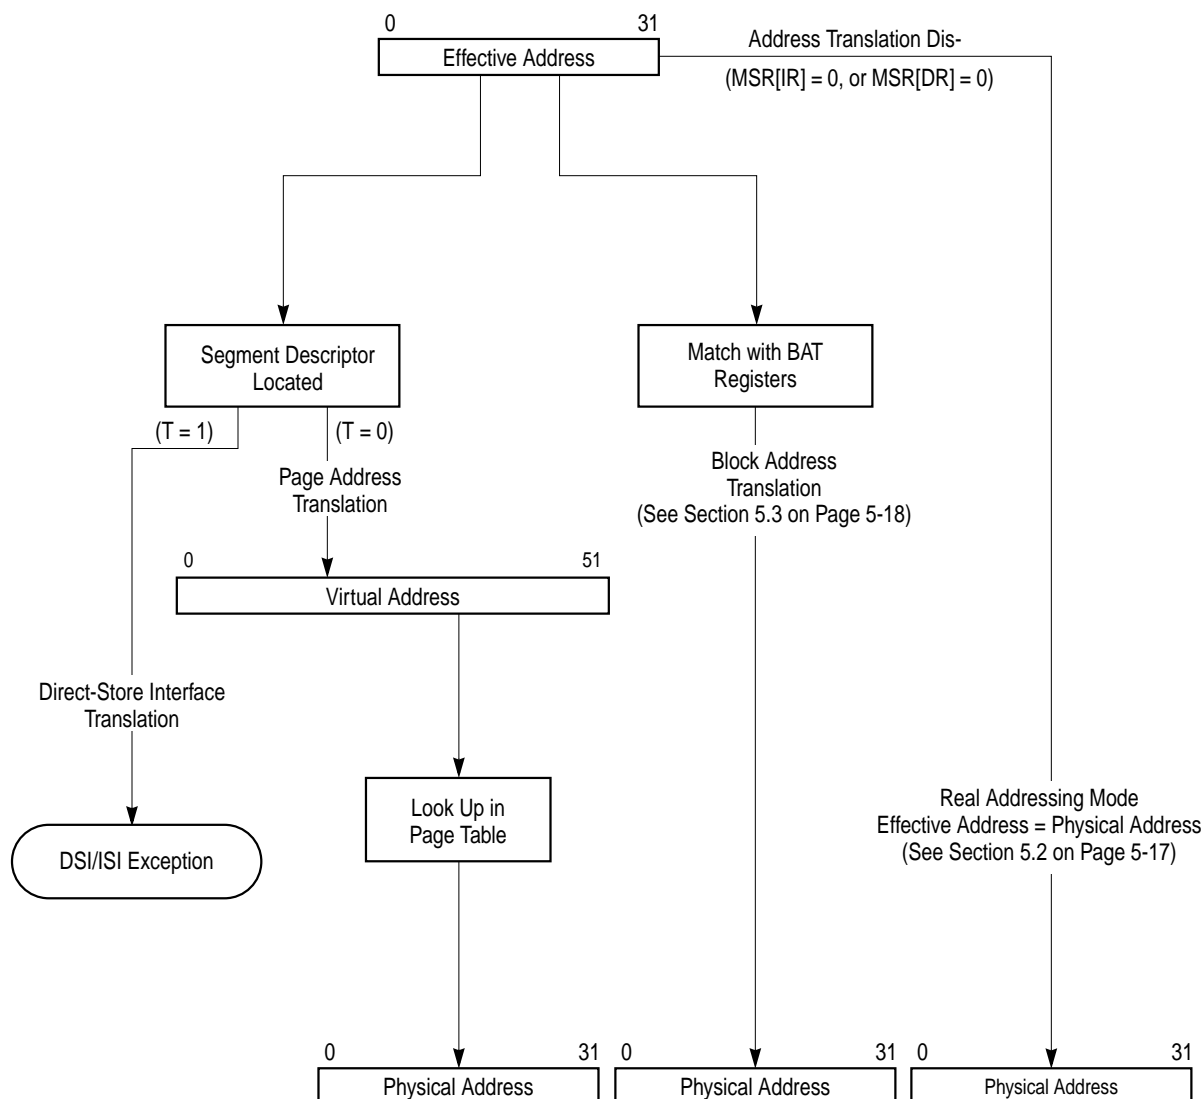 0 31
Effective Address
Address Translation Dis-
(MSR[IR] = 0, or MSR[DR] = 0)
Segment Descriptor
Located
Match with BAT
Registers
(T = 1) (T = 0)
Page Address
Translation
Block Address
Translation
(See Section 5.3 on Page 5-18)
0 51
Virtual Address
Direct-Store Interface
Translation
Look Up in
Page Table
DSI/ISI Exception
Real Addressing Mode
Effective Address = Physical Address
(See Section 5.2 on Page 5-17)
0 31 0 31 0 31
Physical Address Physical Address Physical Address